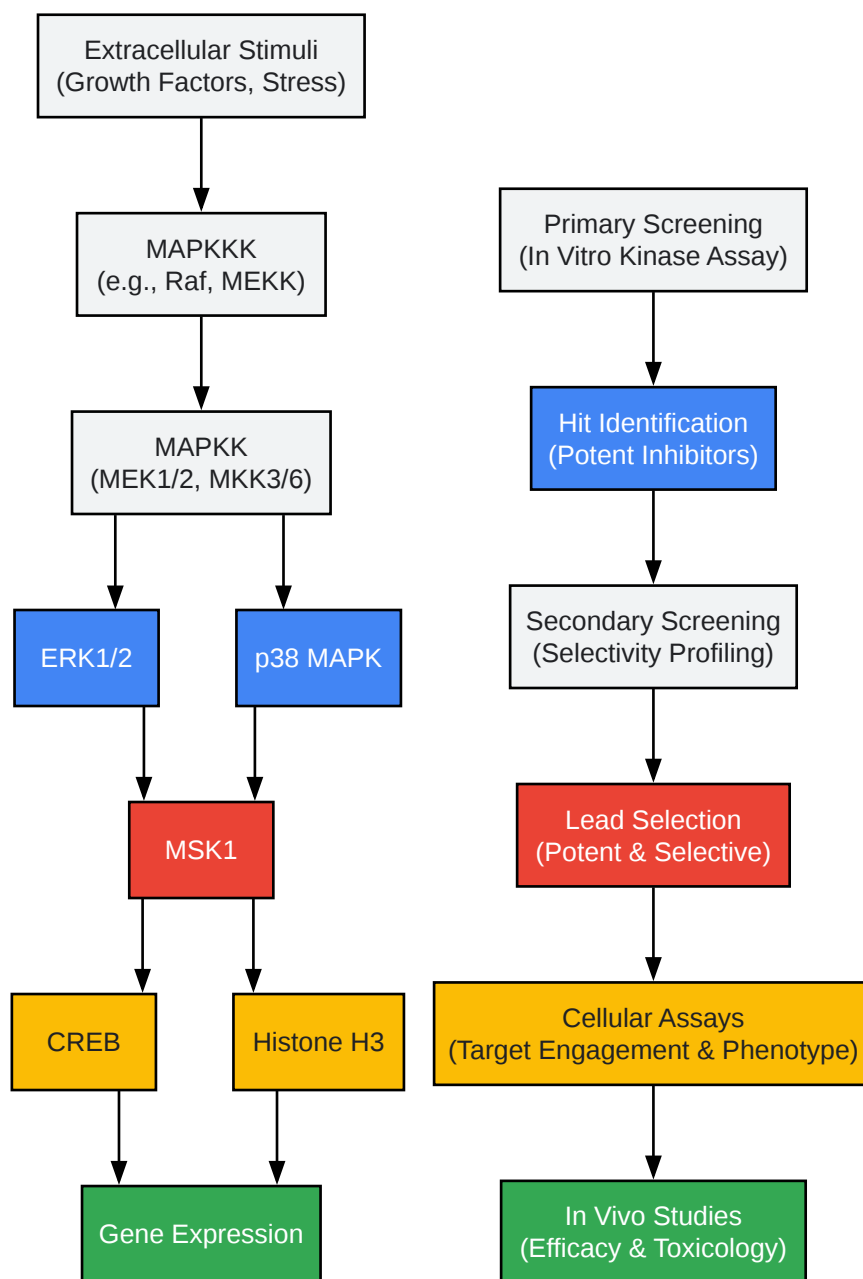 Extracellular Stimuli
(Growth Factors, Stress)
MAPKKK
(e.g., Raf, MEKK)
MAPKK
(MEK1/2, MKK3/6)
ERK1/2
p38 MAPK
MSK1
CREB
Histone H3
Gene Expression
Primary Screening
(In Vitro Kinase Assay)
Hit Identification
(Potent Inhibitors)
Secondary Screening
(Selectivity Profiling)
Lead Selection
(Potent & Selective)
Cellular Assays
(Target Engagement & Phenotype)
In Vivo Studies
(Efficacy & Toxicology)